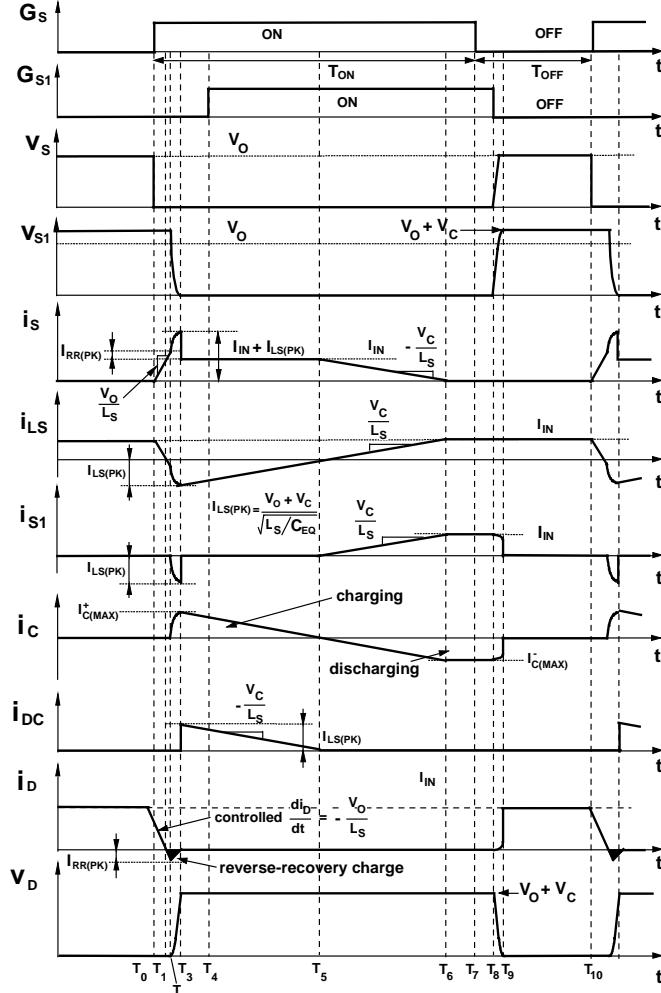 G_S ON OFF t
T_ON T_OFF
G_S1 ON OFF t
V_S V_O t
V_S1 V_O V_O + V_C t
i_S I_RR(PK) V_O/L_S I_IN + I_LS(PK) I_IN - V_C/L_S t
i_LS I_LS(PK) V_C/L_S I_IN t
i_S1 I_LS(PK) I_LS(PK) = (V_O + V_C)/√(L_S/C_EQ) V_C/L_S I_IN t
i_C I⁺_C(MAX) charging discharging I⁻_C(MAX) t
i_DC - V_C/L_S I_LS(PK) t
i_D I_IN controlled di_D/dt = - V_O/L_S t
I_RR(PK) reverse-recovery charge
V_D V_O + V_C t
T_0 T_1 T_3 T_4 T_5 T_6 T_7 T_8 T_9 T_10
T